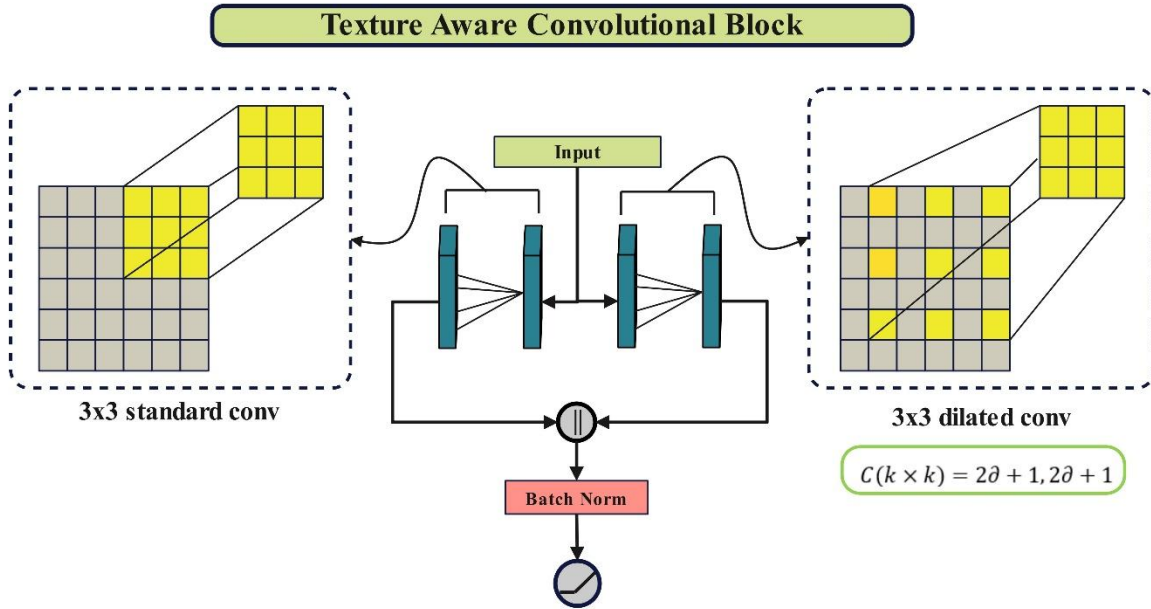 Texture Aware Convolutional Block
Input
3x3 standard conv
3x3 dilated conv
||
C(k × k) = 2∂ + 1, 2∂ + 1
Batch Norm